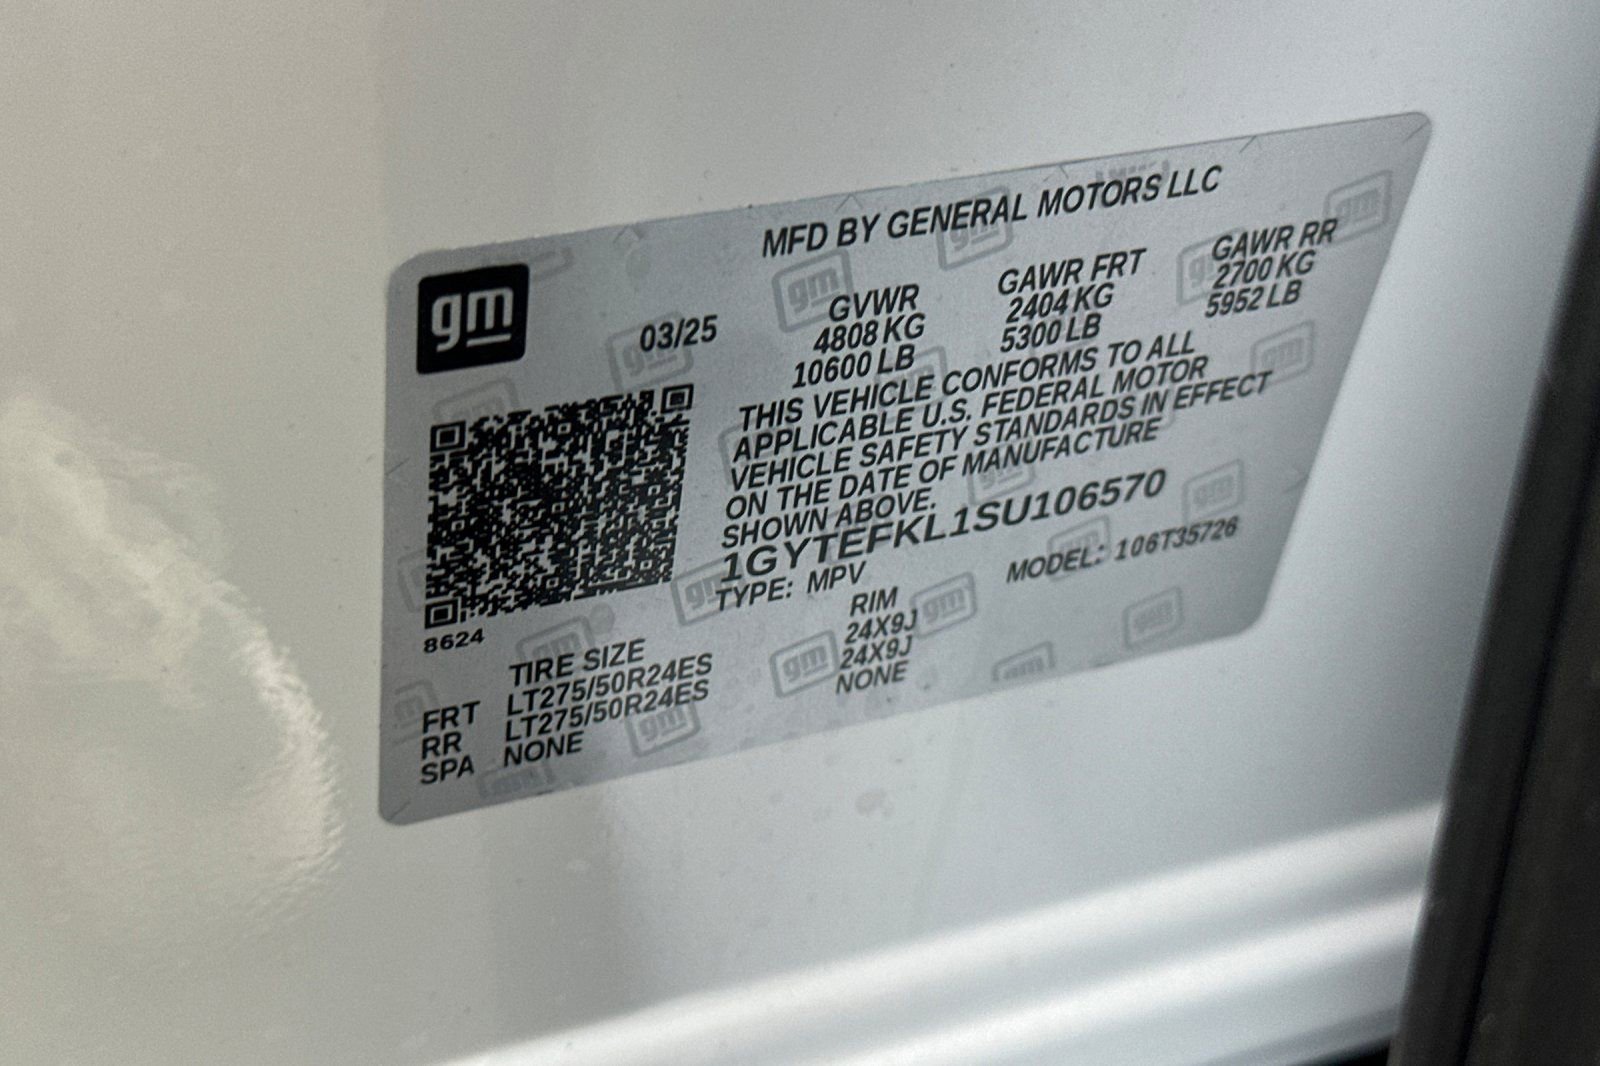 MFD BY GENERAL MOTORS LLC
gm
03/25
GVWR
4808 KG
10600 LB
GAWR FRT
2404 KG
5300 LB
GAWR RR
2700 KG
5952 LB
THIS VEHICLE CONFORMS TO ALL
APPLICABLE U.S. FEDERAL MOTOR
VEHICLE SAFETY STANDARDS IN EFFECT
ON THE DATE OF MANUFACTURE
SHOWN ABOVE.
1GYTEFKL1SU106570
TYPE: MPV
MODEL: 106T35726
8624
TIRE SIZE
RIM
FRT LT275/50R24ES 24X9J
RR LT275/50R24ES 24X9J
SPA NONE NONE